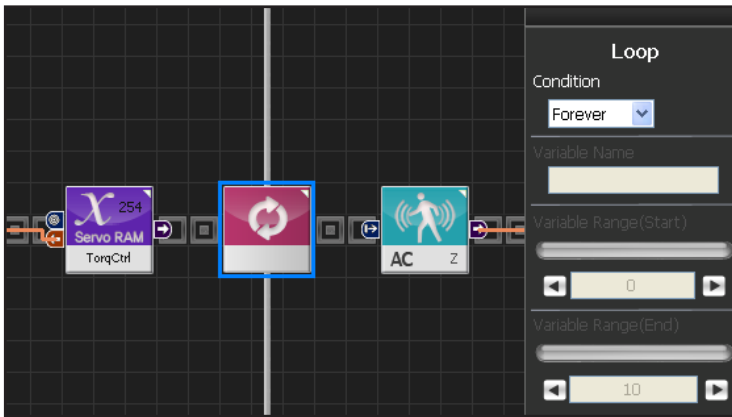 X 254
Servo RAM
TorqCtrl
AC Z
Loop
Condition
Forever
Variable Name
Variable Range(Start)
0
Variable Range(End)
10